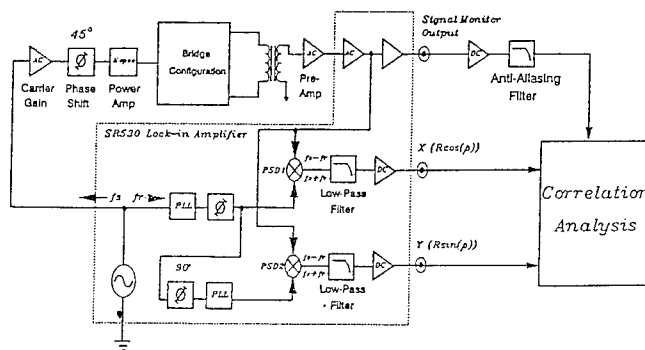 Signal Monitor
Output
45°
AC
Ø
Bridge
Configuration
AC
AC
DC
Carrier
Gain
Phase
Shift
Power
Amp
Pre-
Amp
Anti-Aliasing
Filter
SR530 Lock-in Amplifier
X (Rcos(ρ))
PSD1
fs-fr
fs+fr
DC
Low-Pass
Filter
fs
fr
PLL
Ø
Correlation
Analysis
Y (Rsin(ρ))
90°
PSD2
fs-fr
fs+fr
DC
Ø
PLL
Low-Pass
Filter